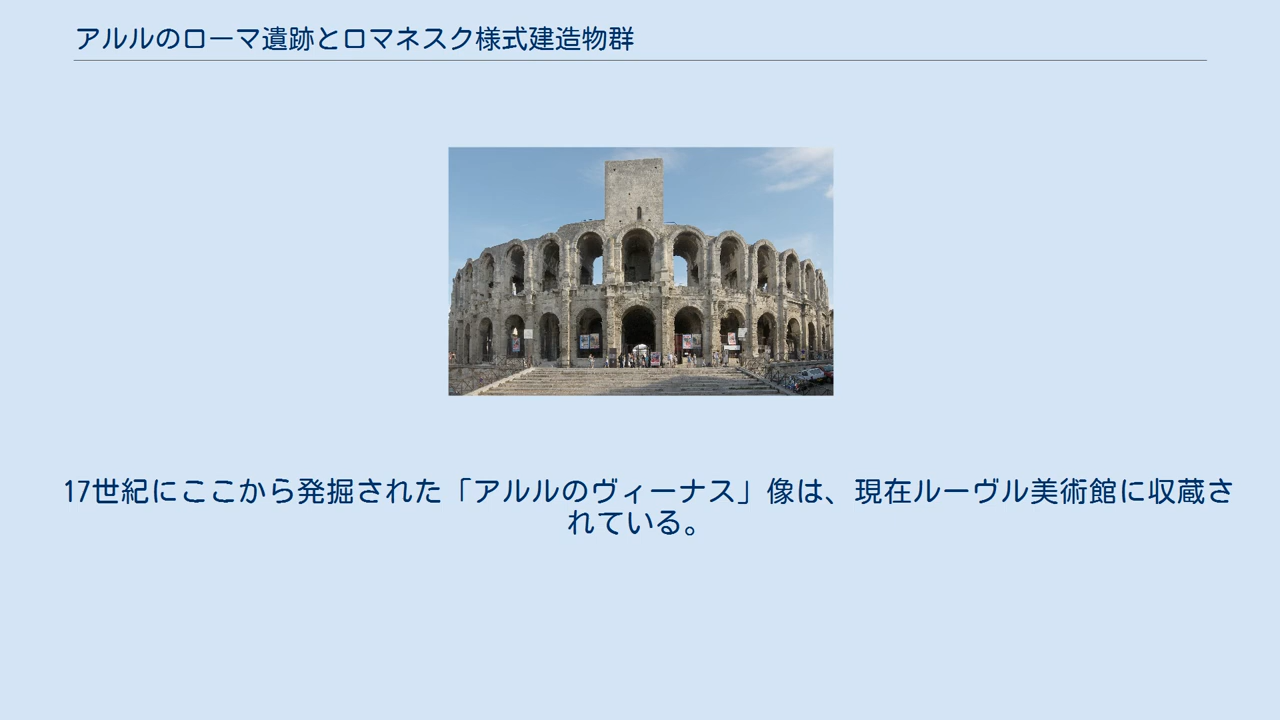 アルルのローマ遺跡とロマネスク様式建造物群
17世紀にここから発掘された「アルルのヴィーナス」像は、現在ルーヴル美術館に収蔵さ
れている。